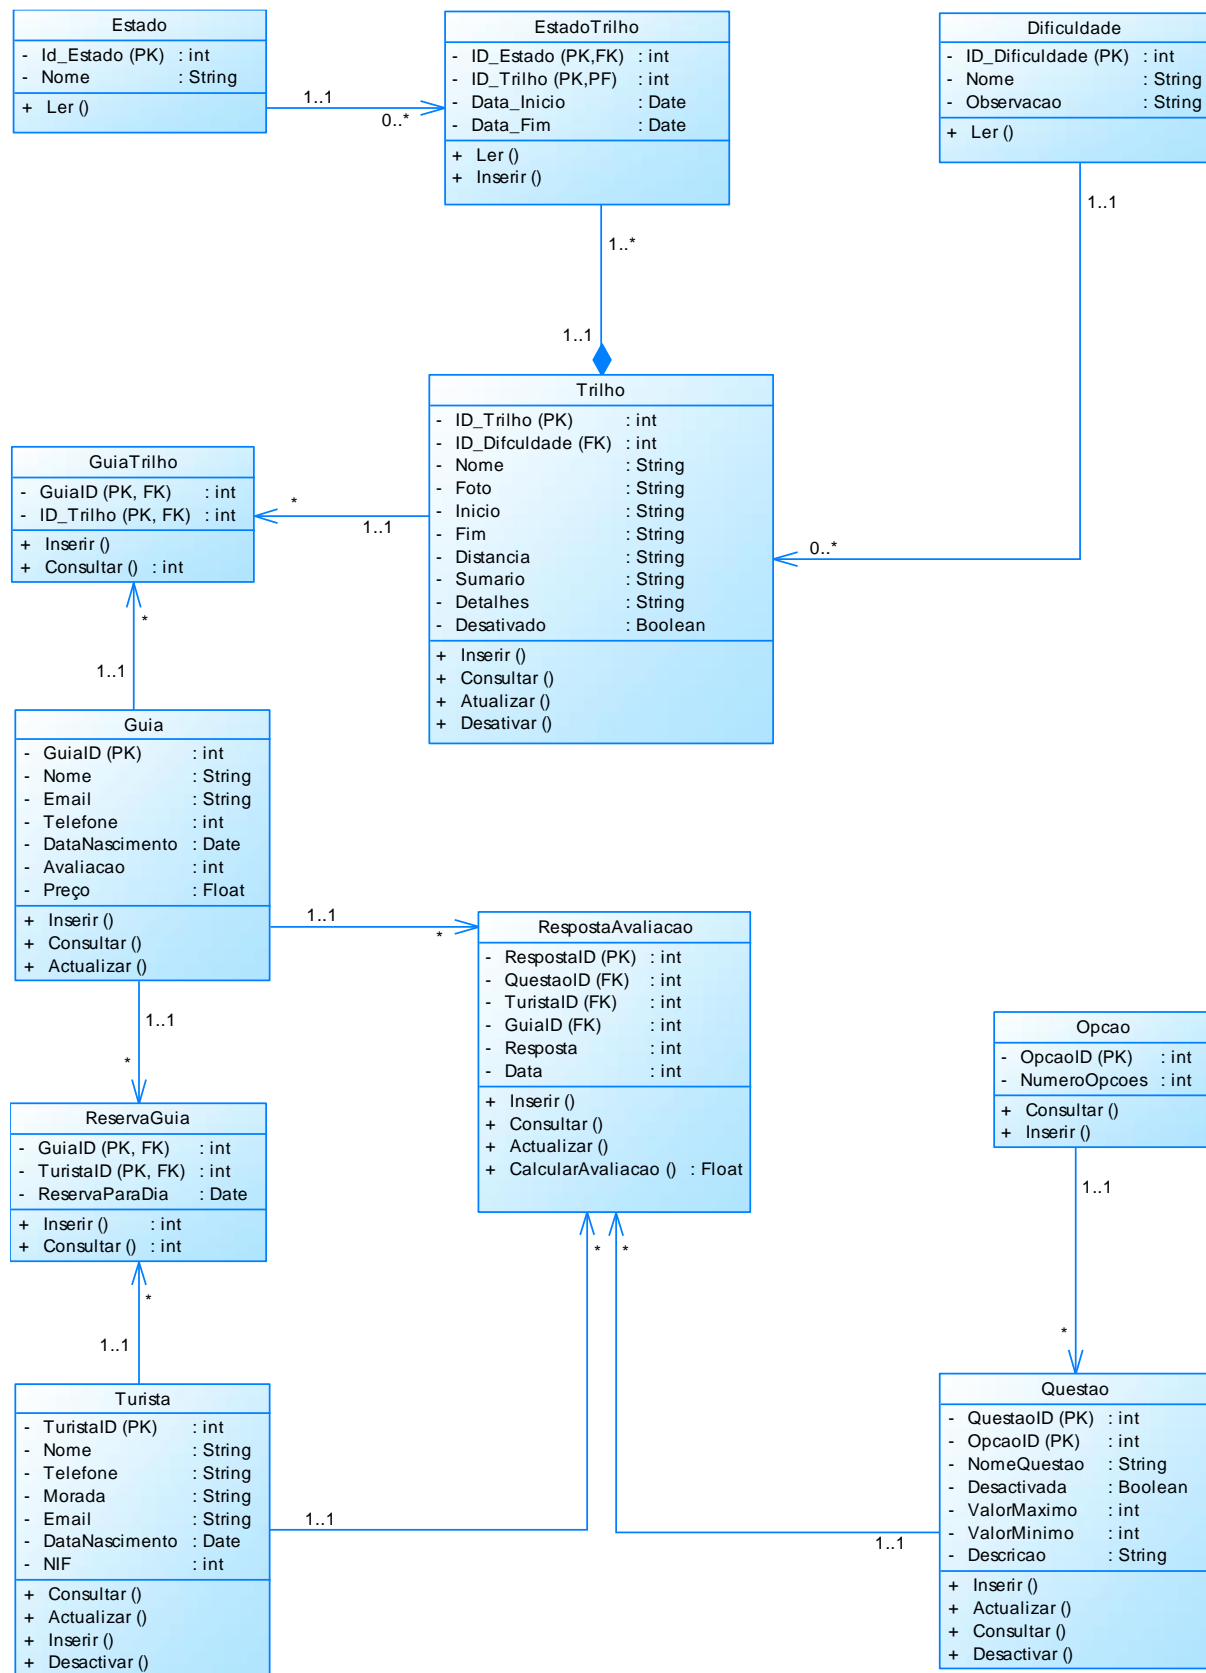 Estado
- Id_Estado (PK) : int
- Nome : String
+ Ler ()
EstadoTrilho
- ID_Estado (PK,FK) : int
- ID_Trilho (PK,PF) : int
- Data_Inicio : Date
- Data_Fim : Date
+ Ler ()
+ Inserir ()
Dificuldade
- ID_Dificuldade (PK) : int
- Nome : String
- Observacao : String
+ Ler ()
1..1
0..*
1..1
1..*
1..1
Trilho
- ID_Trilho (PK) : int
- ID_Difculdade (FK) : int
- Nome : String
- Foto : String
- Inicio : String
- Fim : String
- Distancia : String
- Sumario : String
- Detalhes : String
- Desativado : Boolean
+ Inserir ()
+ Consultar ()
+ Atualizar ()
+ Desativar ()
0..*
GuiaTrilho
- GuiaID (PK, FK) : int
- ID_Trilho (PK, FK) : int
+ Inserir ()
+ Consultar () : int
*
1..1
*
1..1
Guia
- GuiaID (PK) : int
- Nome : String
- Email : String
- Telefone : int
- DataNascimento : Date
- Avaliacao : int
- Preço : Float
+ Inserir ()
+ Consultar ()
+ Actualizar ()
1..1
*
RespostaAvaliacao
- RespostaID (PK) : int
- QuestaoID (FK) : int
- TuristaID (FK) : int
- GuiaID (FK) : int
- Resposta : int
- Data : int
+ Inserir ()
+ Consultar ()
+ Actualizar ()
+ CalcularAvaliacao () : Float
1..1
*
Opcao
- OpcaoID (PK) : int
- NumeroOpcoes : int
+ Consultar ()
+ Inserir ()
ReservaGuia
- GuiaID (PK, FK) : int
- TuristaID (PK, FK) : int
- ReservaParaDia : Date
+ Inserir () : int
+ Consultar () : int
1..1
*
*
*
*
1..1
Turista
- TuristaID (PK) : int
- Nome : String
- Telefone : String
- Morada : String
- Email : String
- DataNascimento : Date
- NIF : int
+ Consultar ()
+ Actualizar ()
+ Inserir ()
+ Desactivar ()
1..1
1..1
Questao
- QuestaoID (PK) : int
- OpcaoID (PK) : int
- NomeQuestao : String
- Desactivada : Boolean
- ValorMaximo : int
- ValorMinimo : int
- Descricao : String
+ Inserir ()
+ Actualizar ()
+ Consultar ()
+ Desactivar ()